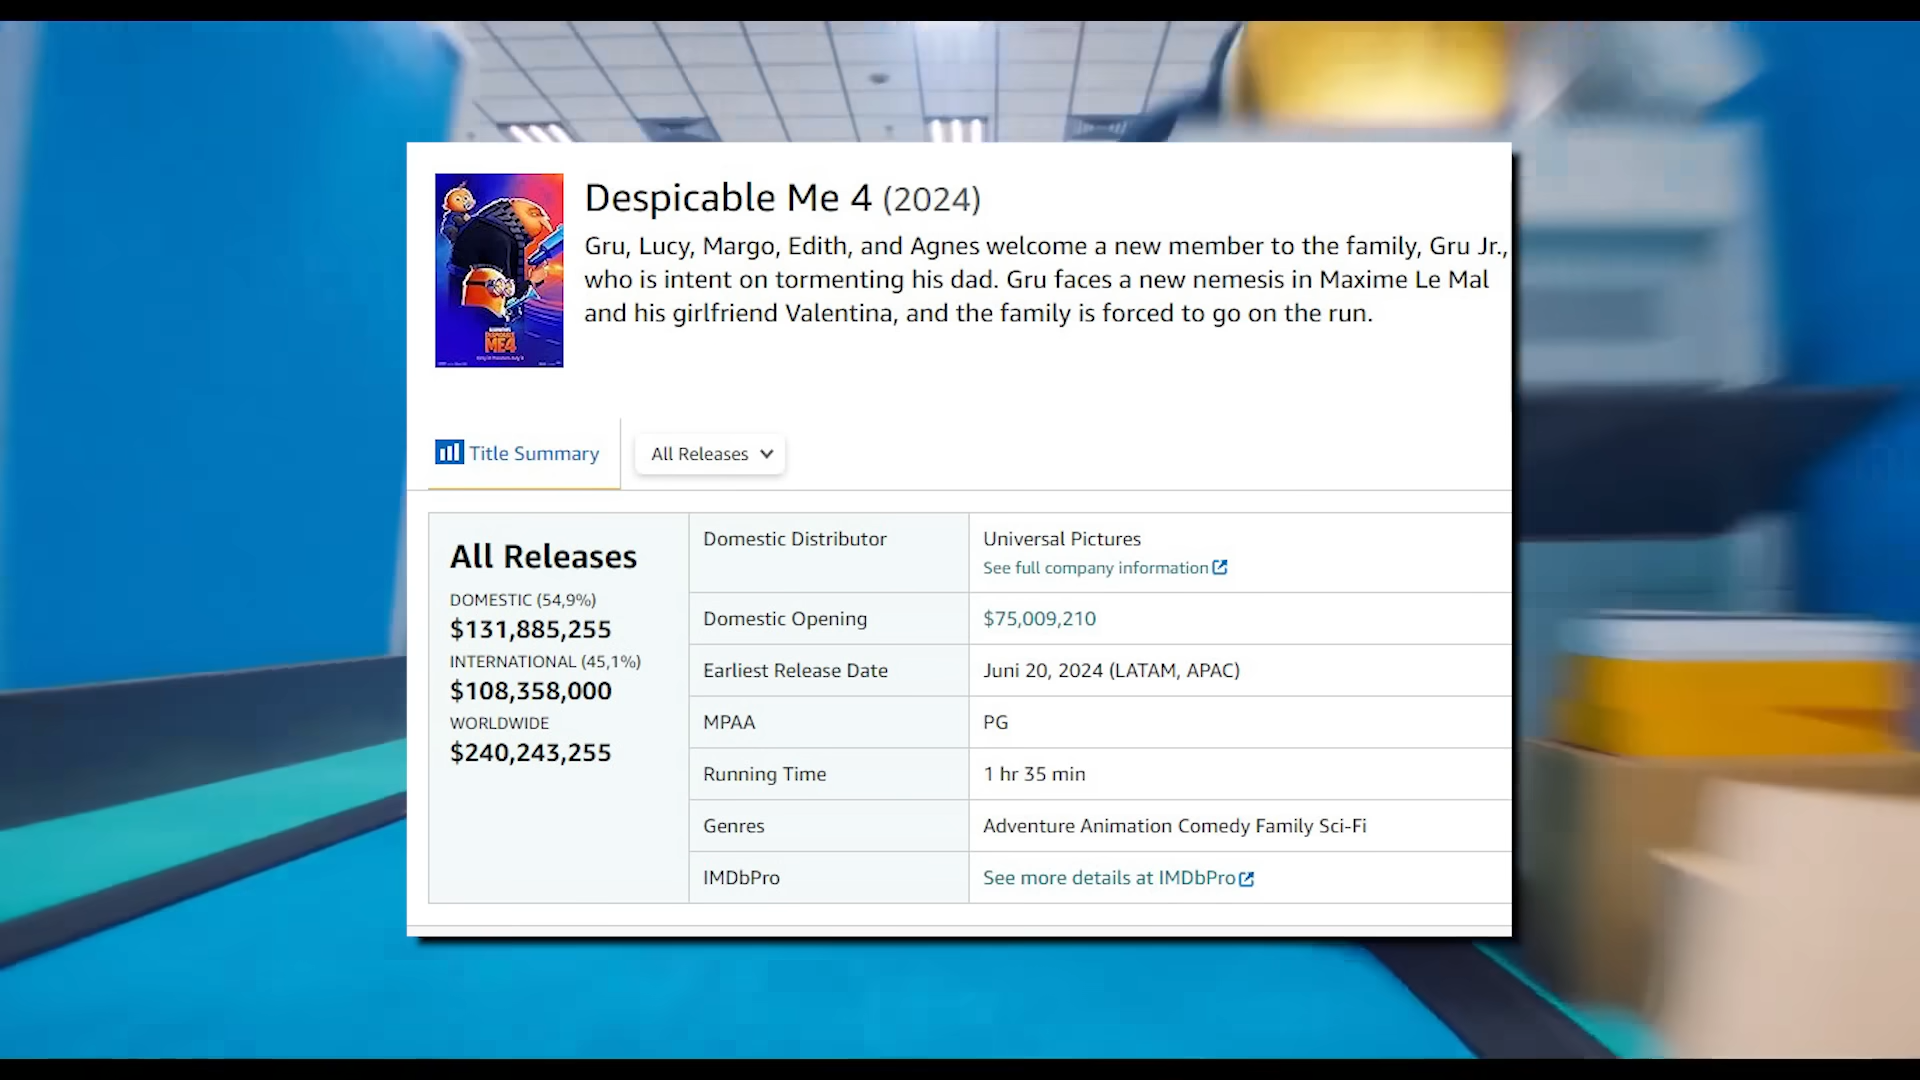 Despicable Me 4 (2024)
Gru, Lucy, Margo, Edith, and Agnes welcome a new member to the family, Gru Jr.,
who is intent on tormenting his dad. Gru faces a new nemesis in Maxime Le Mal
and his girlfriend Valentina, and the family is forced to go on the run.
DESPICABLE
ME4
Title Summary
All Releases
All Releases
DOMESTIC (54,9%)
$131,885,255
INTERNATIONAL (45,1%)
$108,358,000
WORLDWIDE
$240,243,255
Domestic Distributor
Universal Pictures
See full company information
Domestic Opening
$75,009,210
Earliest Release Date
Juni 20, 2024 (LATAM, APAC)
MPAA
PG
Running Time
1 hr 35 min
Genres
Adventure Animation Comedy Family Sci-Fi
IMDbPro
See more details at IMDbPro